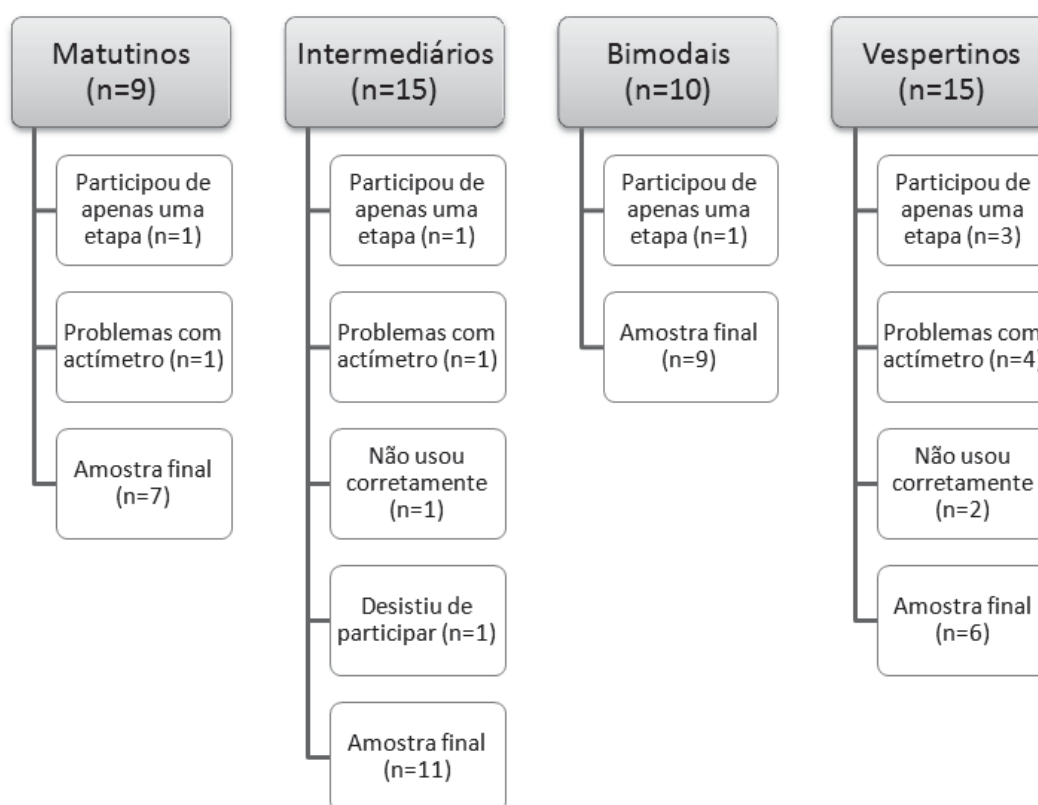 Matutinos
(n=9)
Participou de
apenas uma
etapa (n=1)
Problemas com
actímetro (n=1)
Amostra final
(n=7)
Intermediários
(n=15)
Participou de
apenas uma
etapa (n=1)
Problemas com
actímetro (n=1)
Não usou
corretamente
(n=1)
Desistiu de
participar (n=1)
Amostra final
(n=11)
Bimodais
(n=10)
Participou de
apenas uma
etapa (n=1)
Amostra final
(n=9)
Vespertinos
(n=15)
Participou de
apenas uma
etapa (n=3)
Problemas com
actímetro (n=4)
Não usou
corretamente
(n=2)
Amostra final
(n=6)